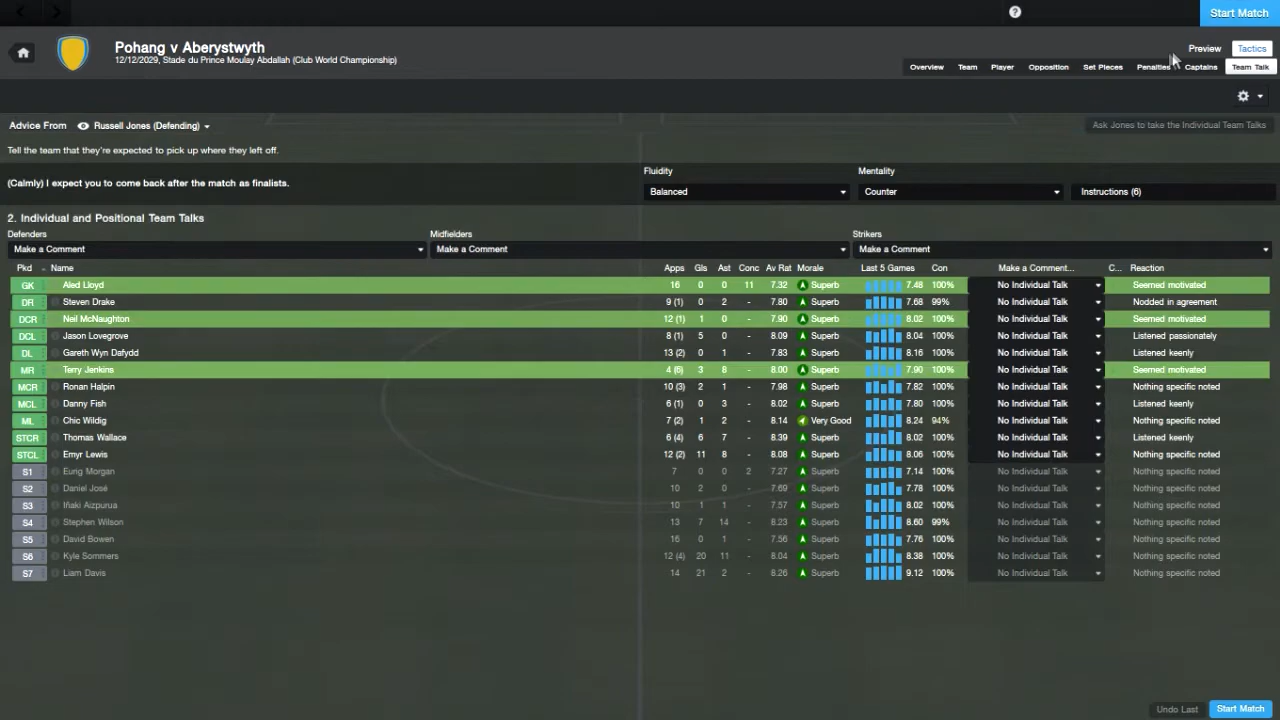 Start Match
Pohang v Aberystwyth
12/12/2029, Stade du Prince Moulay Abdallah (Club World Championship)
Preview Tactics
Overview Team Player Opposition Set Pieces Penalties Captains Team Talk
Advice From Russell Jones (Defending)
Ask Jones to take the Individual Team Talks
Tell the team that they're expected to pick up where they left off.
Fluidity Mentality
(Calmly) I expect you to come back after the match as finalists.
Balanced Counter Instructions (6)
2. Individual and Positional Team Talks
Defenders Midfielders Strikers
Make a Comment Make a Comment Make a Comment
Pkd Name Apps Gls Ast Conc Av Rat Morale Last 5 Games Con Make a Comment... C... Reaction
GK Aled Lloyd 16 0 0 11 7.32 Superb 7.48 100% No Individual Talk Seemed motivated
DR Steven Drake 9 (1) 0 2 - 7.80 Superb 7.68 99% No Individual Talk Nodded in agreement
DCR Neil McNaughton 12 (1) 1 0 - 7.90 Superb 8.02 100% No Individual Talk Seemed motivated
DCL Jason Lovegrove 8 (1) 5 0 - 8.09 Superb 8.04 100% No Individual Talk Listened passionately
DL Gareth Wyn Dafydd 13 (2) 0 1 - 7.83 Superb 8.16 100% No Individual Talk Listened keenly
MR Terry Jenkins 4 (6) 3 8 - 8.00 Superb 7.90 100% No Individual Talk Seemed motivated
MCR Ronan Halpin 10 (3) 2 1 - 7.98 Superb 7.82 100% No Individual Talk Nothing specific noted
MCL Danny Fish 6 (1) 0 3 - 8.02 Superb 7.80 100% No Individual Talk Listened keenly
ML Chic Wildig 7 (2) 1 2 - 8.14 Very Good 8.24 94% No Individual Talk Nothing specific noted
STCR Thomas Wallace 6 (4) 6 7 - 8.39 Superb 8.02 100% No Individual Talk Listened keenly
STCL Emyr Lewis 12 (2) 11 8 - 8.08 Superb 8.06 100% No Individual Talk Nothing specific noted
S1 Eurig Morgan 7 0 0 2 7.27 Superb 7.14 100% No Individual Talk Nothing specific noted
S2 Daniel José 10 2 0 - 7.69 Superb 7.78 100% No Individual Talk Nothing specific noted
S3 Iñaki Aizpurua 10 1 1 - 7.57 Superb 8.02 100% No Individual Talk Nothing specific noted
S4 Stephen Wilson 13 7 14 - 8.23 Superb 8.60 99% No Individual Talk Nothing specific noted
S5 David Bowen 16 0 1 - 7.56 Superb 7.76 100% No Individual Talk Nothing specific noted
S6 Kyle Sommers 12 (4) 20 11 - 8.04 Superb 8.38 100% No Individual Talk Nothing specific noted
S7 Liam Davis 14 21 2 - 8.26 Superb 9.12 100% No Individual Talk Nothing specific noted
Undo Last Start Match